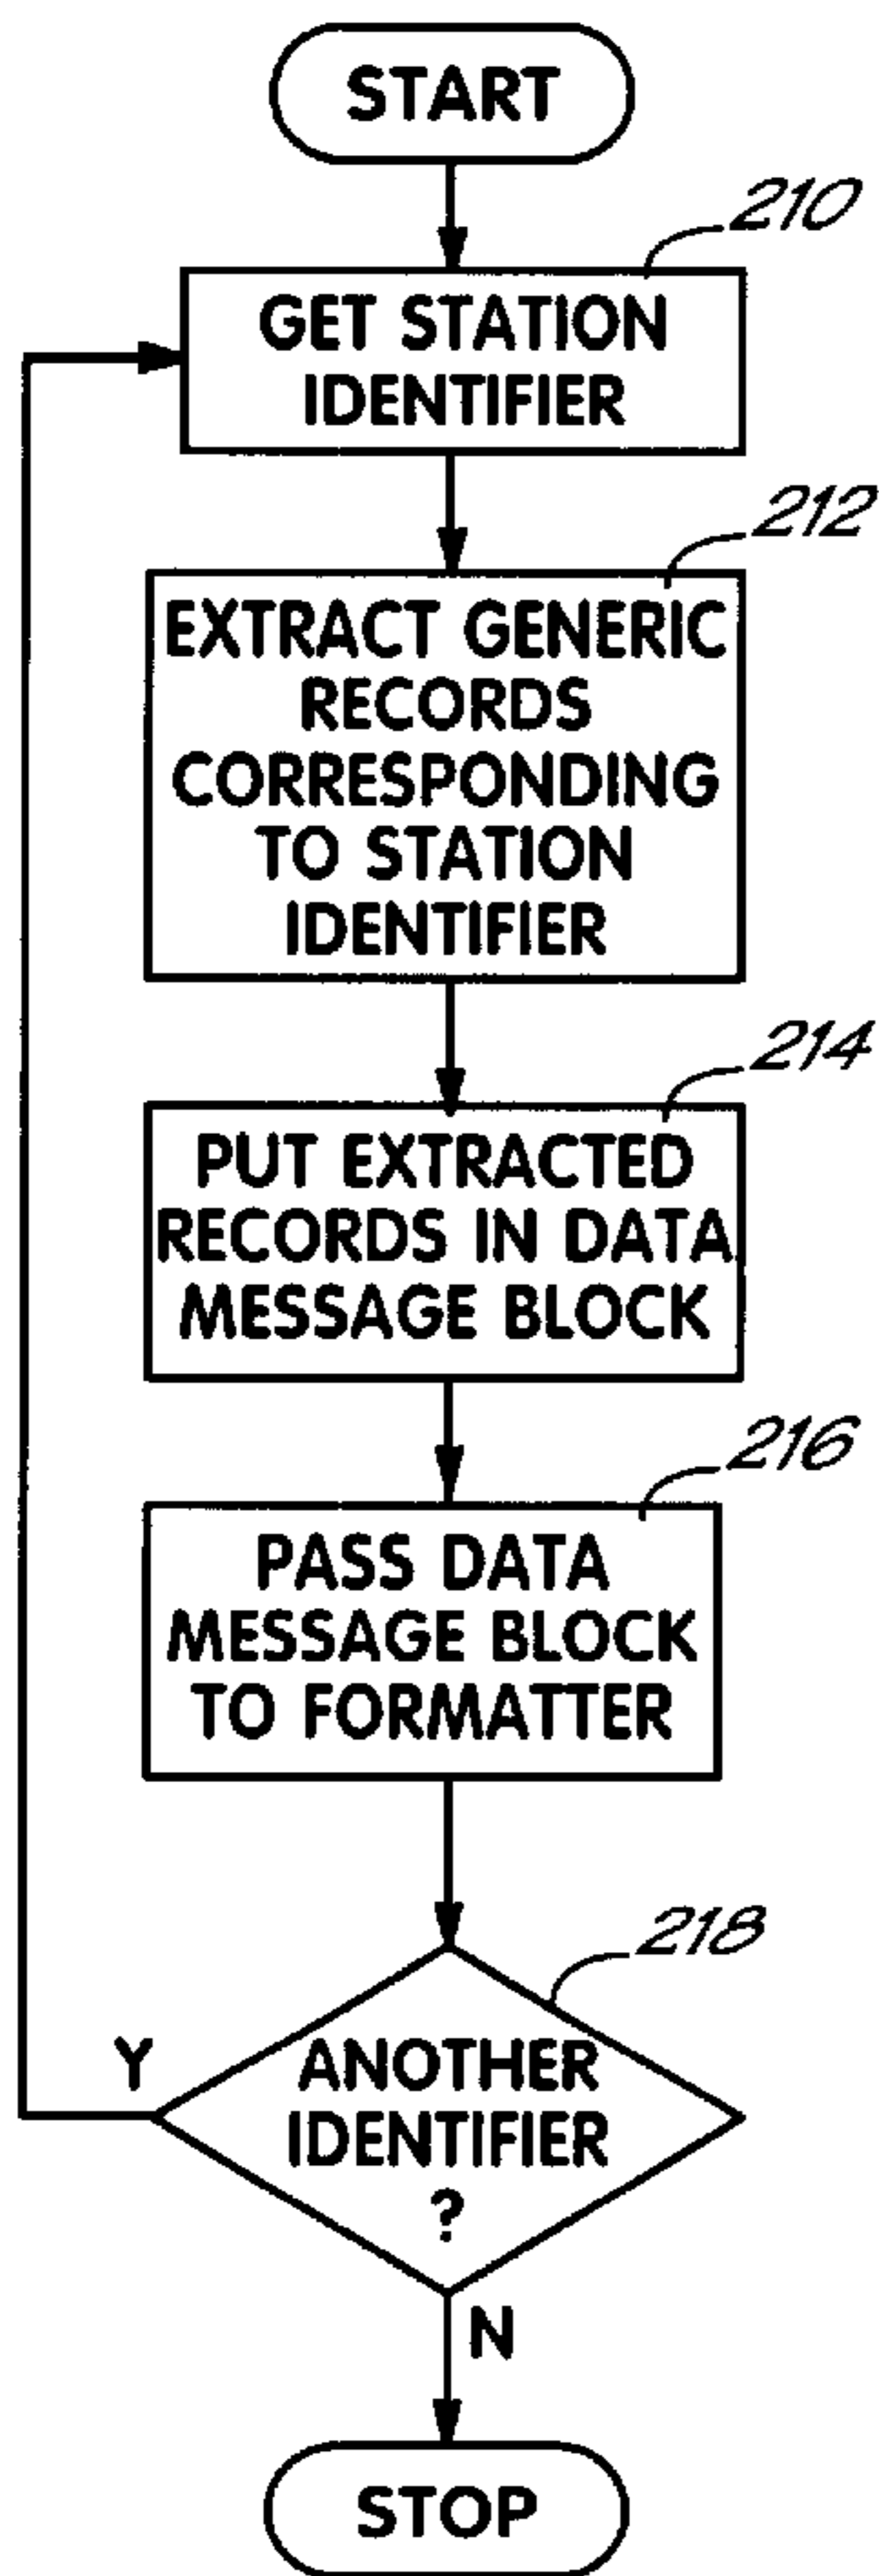 START
210
GET STATION
IDENTIFIER
212
EXTRACT GENERIC
RECORDS
CORRESPONDING
TO STATION
IDENTIFIER
214
PUT EXTRACTED
RECORDS IN DATA
MESSAGE BLOCK
216
PASS DATA
MESSAGE BLOCK
TO FORMATTER
218
Y
ANOTHER
IDENTIFIER
?
N
STOP